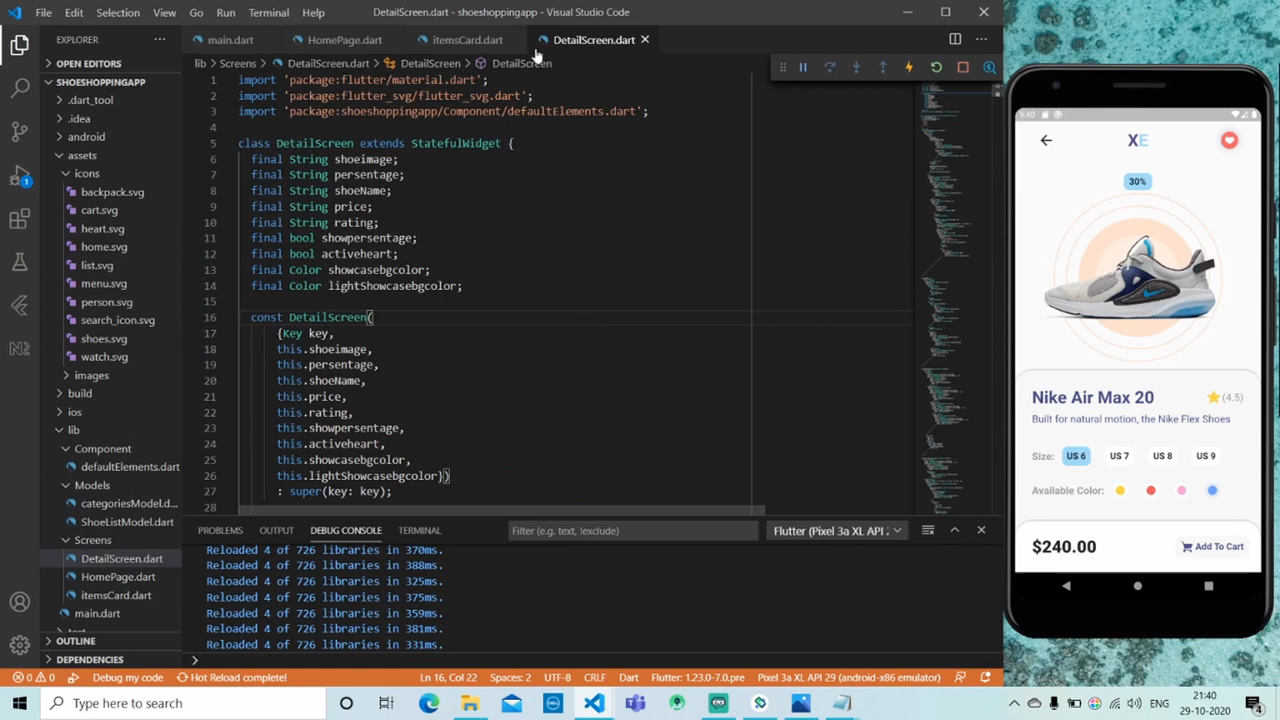 File Edit Selection View Go Run Terminal Help
DetailScreen.dart - shoeshoppingapp - Visual Studio Code
EXPLORER
OPEN EDITORS
SHOESHOPPINGAPP
.dart_tool
.idea
android
assets
icons
backpack.svg
cart.svg
heart.svg
home.svg
list.svg
menu.svg
person.svg
search_icon.svg
shoes.svg
watch.svg
images
build
ios
lib
Component
defaultElements.dart
Models
categoriesModel.d...
ShoeListModel.dart
Screens
DetailScreen.dart
HomePage.dart
itemsCard.dart
main.dart
OUTLINE
DEPENDENCIES
main.dart HomePage.dart itemsCard.dart DetailScreen.dart
lib > Screens > DetailScreen.dart > DetailScreen > DetailScreen
1 import 'package:flutter/material.dart';
2 import 'package:flutter_svg/flutter_svg.dart';
3 import 'package:shoeshoppingapp/Component/defaultElements.dart';
4
5 class DetailScreen extends StatefulWidget {
6 final String shoeimage;
7 final String persentage;
8 final String shoeName;
9 final String price;
10 final String rating;
11 final bool showpersentage;
12 final bool activeheart;
13 final Color showcasebgcolor;
14 final Color lightshowcasebgcolor;
15
16 const DetailScreen(
17 {Key key,
18 this.shoeimage,
19 this.persentage,
20 this.shoeName,
21 this.price,
22 this.rating,
23 this.showpersentage,
24 this.activeheart,
25 this.showcasebgcolor,
26 this.lightshowcasebgcolor})
27 : super(key: key);
28
PROBLEMS OUTPUT DEBUG CONSOLE TERMINAL
Filter (e.g. text, !exclude)
Flutter (Pixel 3a XL API 2
Reloaded 4 of 726 libraries in 370ms.
Reloaded 4 of 726 libraries in 388ms.
Reloaded 4 of 726 libraries in 325ms.
Reloaded 4 of 726 libraries in 375ms.
Reloaded 4 of 726 libraries in 359ms.
Reloaded 4 of 726 libraries in 381ms.
Reloaded 4 of 726 libraries in 331ms.
0 0 Debug my code Hot Reload complete! Ln 16, Col 22 Spaces: 2 UTF-8 CRLF Dart Flutter: 1.23.0-7.0.pre Pixel 3a XL API 29 (android-x86 emulator)
9:40
XE
30%
Nike Air Max 20
(4.5)
Built for natural motion, the Nike Flex Shoes
Size: US 6 US 7 US 8 US 9
Available Color:
$240.00
Add To Cart
Type here to search
ENG
21:40
29-10-2020
4